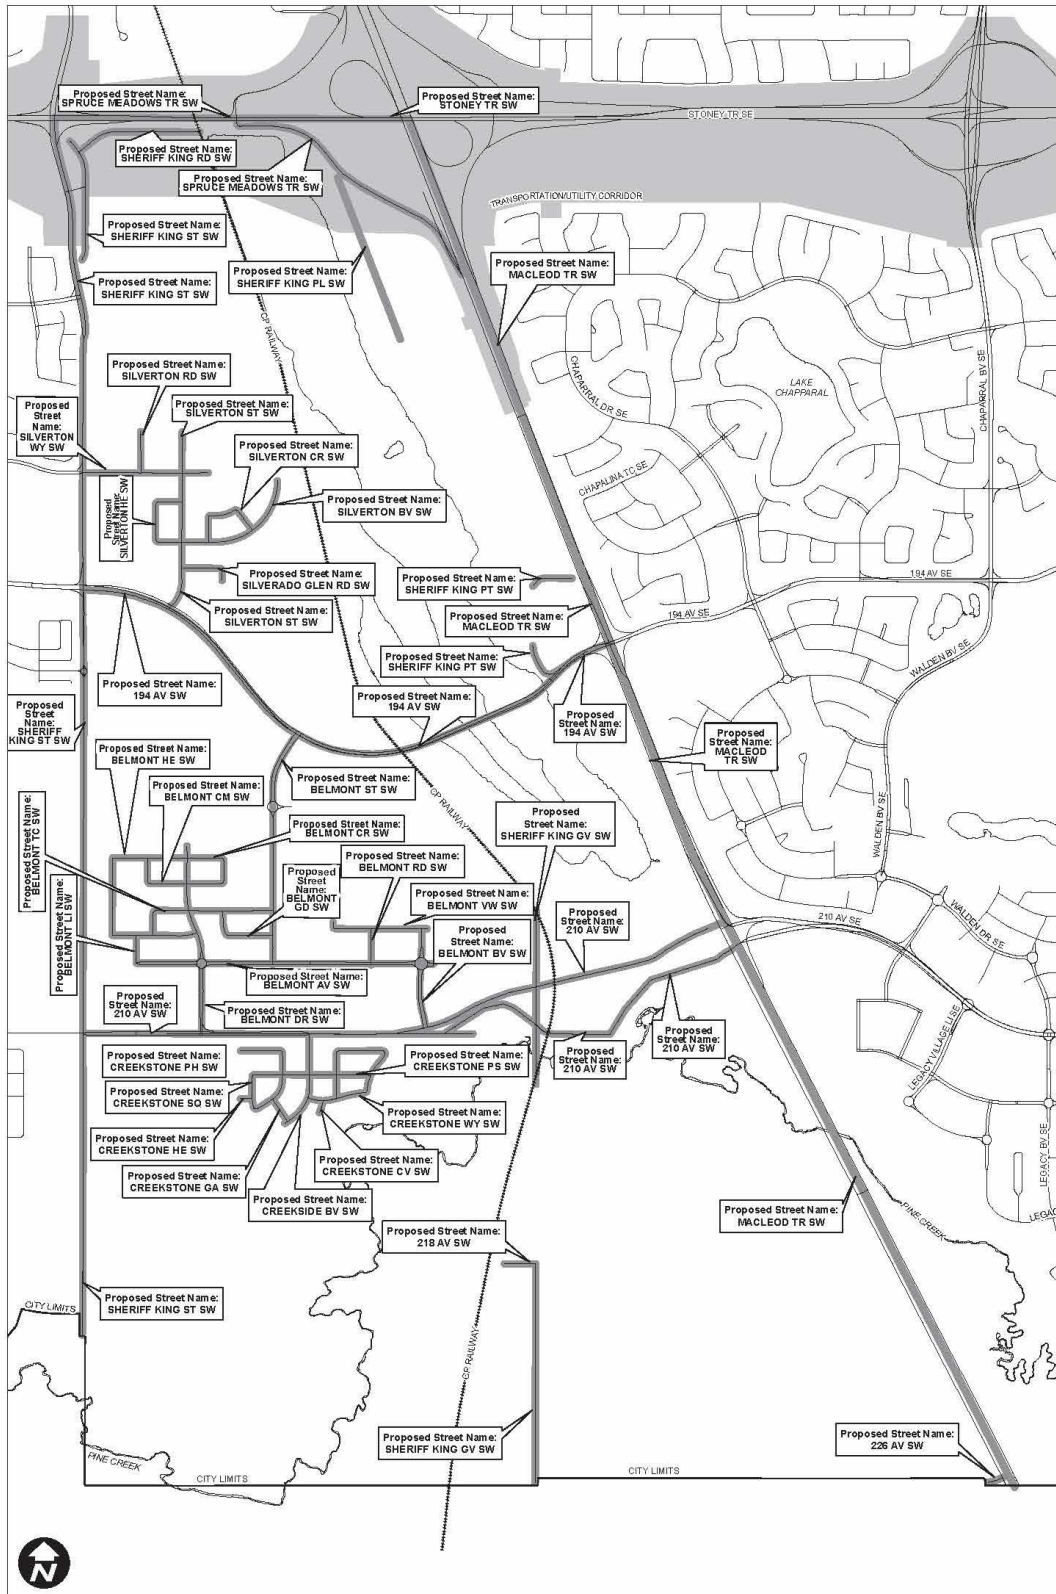 Proposed Street Name:
SPRUCE MEADOWS TR SW
Proposed Street Name:
STONEY TR SW
STONEY TR SE
Proposed Street Name:
SHERIFF KING RD SW
Proposed Street Name:
SPRUCE MEADOWS TR SW
TRANSPORTATION/UTILITY CORRIDOR
Proposed Street Name:
SHERIFF KING ST SW
Proposed Street Name:
SHERIFF KING PL SW
Proposed Street Name:
MACLEOD TR SW
Proposed Street Name:
SHERIFF KING ST SW
CP RAILWAY
CHAPARRAL DR SE
LAKE
CHAPPARAL
CHAPARRAL BV SE
Proposed Street Name:
SILVERTON RD SW
Proposed
Street
Name:
SILVERTON
WY SW
Proposed Street Name:
SILVERTON ST SW
Proposed Street Name:
SILVERTON CR SW
CHAPALINA TC SE
Proposed
Street Name:
SILVERTON HE SW
Proposed Street Name:
SILVERTON BV SW
Proposed Street Name:
SILVERADO GLEN RD SW
Proposed Street Name:
SHERIFF KING PT SW
194 AV SE
Proposed Street Name:
SILVERTON ST SW
Proposed Street Name:
MACLEOD TR SW
194 AV SE
Proposed Street Name:
SHERIFF KING PT SW
WALDEN BV SE
Proposed Street Name:
194 AV SW
Proposed Street Name:
194 AV SW
Proposed
Street Name:
194 AV SW
Proposed
Street
Name:
SHERIFF
KING ST SW
Proposed
Street Name:
MACLEOD
TR SW
Proposed Street Name:
BELMONT HE SW
Proposed Street Name:
BELMONT ST SW
Proposed Street Name:
BELMONT CM SW
CP RAILWAY
Proposed
Street Name:
SHERIFF KING GV SW
WALDEN BV SE
Proposed Street Name:
BELMONT TC SW
Proposed Street Name:
BELMONT CR SW
Proposed Street Name:
BELMONT RD SW
Proposed
Street
Name:
BELMONT
GD SW
Proposed Street Name:
BELMONT LI SW
Proposed Street Name:
BELMONT VW SW
Proposed
Street Name:
210 AV SW
210 AV SE
WALDEN DR SE
Proposed
Street Name:
BELMONT BV SW
Proposed Street Name:
BELMONT AV SW
Proposed
Street Name:
210 AV SW
Proposed Street Name:
BELMONT DR SW
Proposed
Street Name:
210 AV SW
Proposed
Street Name:
210 AV SW
LEGACY VILLAGE LI SE
Proposed Street Name:
CREEKSTONE PH SW
Proposed Street Name:
CREEKSTONE PS SW
Proposed Street Name:
CREEKSTONE SQ SW
Proposed Street Name:
CREEKSTONE WY SW
Proposed Street Name:
CREEKSTONE HE SW
Proposed Street Name:
CREEKSTONE CV SW
Proposed Street Name:
CREEKSTONE GA SW
Proposed Street Name:
CREEKSIDE BV SW
LEGACY BV SE
Proposed Street Name:
MACLEOD TR SW
PINE CREEK
LEGAC
Proposed Street Name:
218 AV SW
CITY LIMITS
Proposed Street Name:
SHERIFF KING ST SW
CP RAILWAY
Proposed Street Name:
SHERIFF KING GV SW
Proposed Street Name:
226 AV SW
PINE CREEK
CITY LIMITS
CITY LIMITS
N